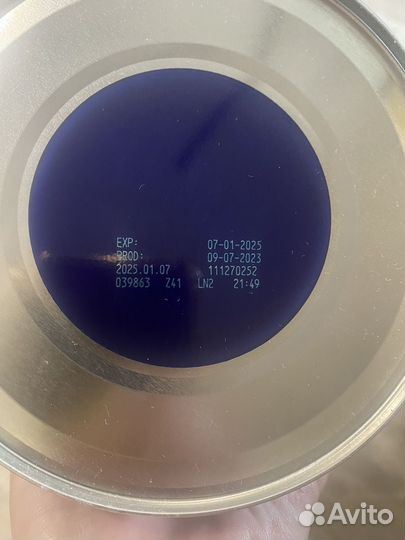 EXP: 07-01-2025
PROD: 09-07-2023
2025.01.07 111270252
039863 Z41 LN2 21:49
Avito